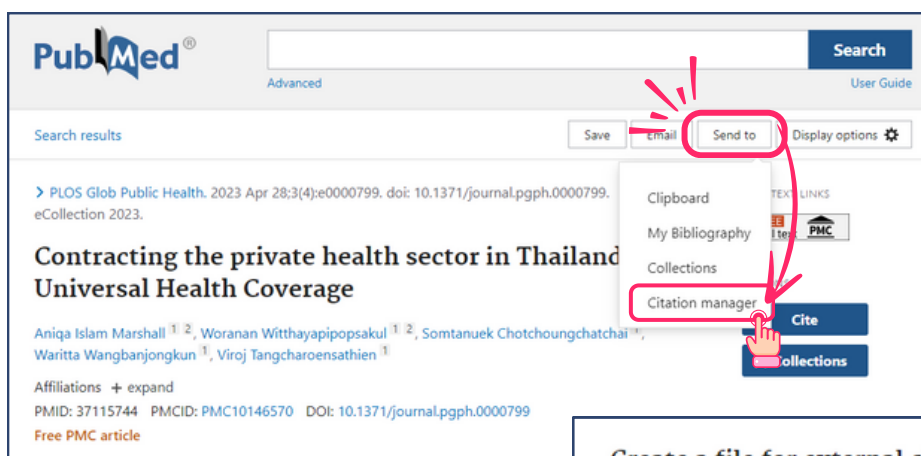 PubMed®
Search
Advanced
User Guide
Search results
Save
Email
Send to
Display options
> PLOS Glob Public Health. 2023 Apr 28;3(4):e0000799. doi: 10.1371/journal.pgph.0000799.
eCollection 2023.
Clipboard
My Bibliography
Collections
Citation manager
TEXT LINKS
text PMC
Contracting the private health sector in Thailand
Universal Health Coverage
Aniqa Islam Marshall 1 2, Woranan Witthayapipopsakul 1 2, Somtanuek Chotchoungchatchai 1,
Waritta Wangbanjongkun 1, Viroj Tangcharoensathien 1
Cite
Collections
Affiliations + expand
PMID: 37115744 PMCID: PMC10146570 DOI: 10.1371/journal.pgph.0000799
Free PMC article